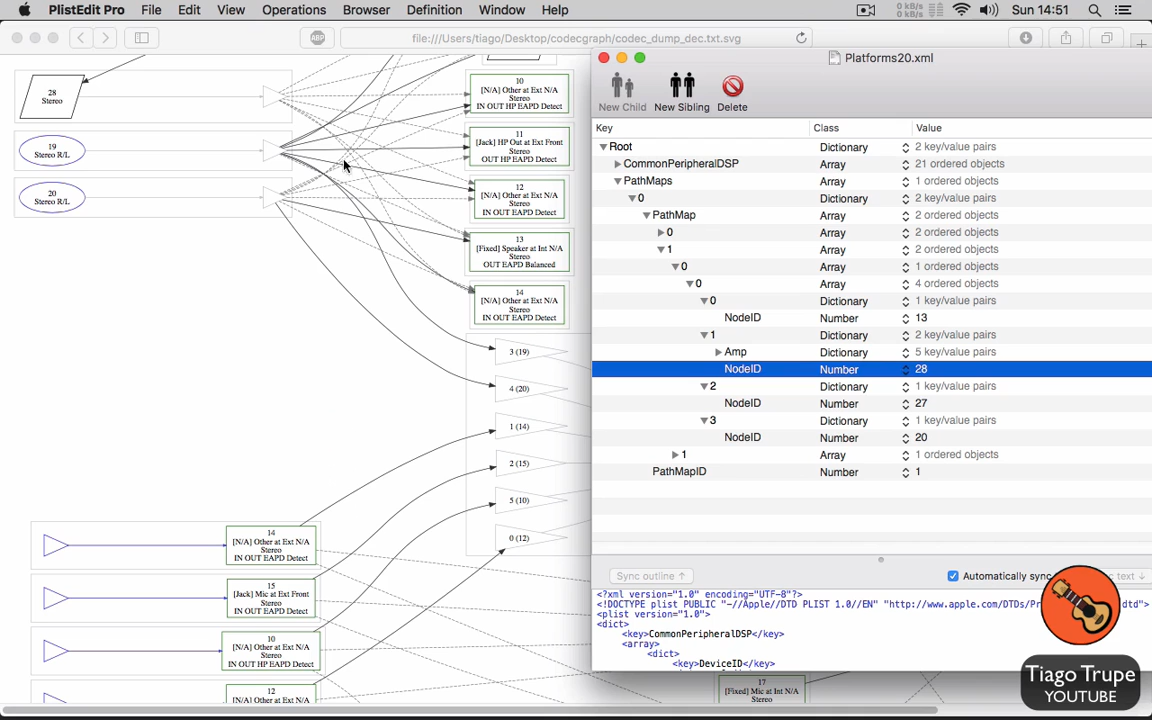 PlistEdit Pro File Edit View Operations Browser Definition Window Help 0 kB/s 0 kB/s Sun 14:51
ABP file:///Users/tiago/Desktop/codecgraph/codec_dump_dec.txt.svg
28
Stereo
19
Stereo R/L
20
Stereo R/L
10
[N/A] Other at Ext N/A
Stereo
IN OUT HP EAPD Detect
11
[Jack] HP Out at Ext Front
Stereo
OUT HP EAPD Detect
12
[N/A] Other at Ext N/A
Stereo
IN OUT EAPD Detect
13
[Fixed] Speaker at Int N/A
Stereo
OUT EAPD Balanced
14
[N/A] Other at Ext N/A
Stereo
IN OUT EAPD Detect
3 (19)
4 (20)
1 (14)
2 (15)
5 (10)
0 (12)
14
[N/A] Other at Ext N/A
Stereo
IN OUT EAPD Detect
15
[Jack] Mic at Ext Front
Stereo
IN OUT EAPD Detect
10
[N/A] Other at Ext N/A
Stereo
IN OUT HP EAPD Detect
12
[N/A] Other at Ext N/A
Stereo
17
[Fixed] Mic at Int N/A
Stereo
Platforms20.xml
New Child New Sibling Delete
Key Class Value
Root Dictionary 2 key/value pairs
CommonPeripheralDSP Array 21 ordered objects
PathMaps Array 1 ordered objects
0 Dictionary 2 key/value pairs
PathMap Array 2 ordered objects
0 Array 2 ordered objects
1 Array 2 ordered objects
0 Array 1 ordered objects
0 Array 4 ordered objects
0 Dictionary 1 key/value pairs
NodeID Number 13
1 Dictionary 2 key/value pairs
Amp Dictionary 5 key/value pairs
NodeID Number 28
2 Dictionary 1 key/value pairs
NodeID Number 27
3 Dictionary 1 key/value pairs
NodeID Number 20
1 Array 1 ordered objects
PathMapID Number 1
Sync outline ↑ Automatically sync text ↓
<?xml version="1.0" encoding="UTF-8"?>
<!DOCTYPE plist PUBLIC "-//Apple//DTD PLIST 1.0//EN" "http://www.apple.com/DTDs/Pr dtd">
<plist version="1.0">
<dict>
<key>CommonPeripheralDSP</key>
<array>
<dict>
<key>DeviceID</key>
Tiago Trupe
YOUTUBE